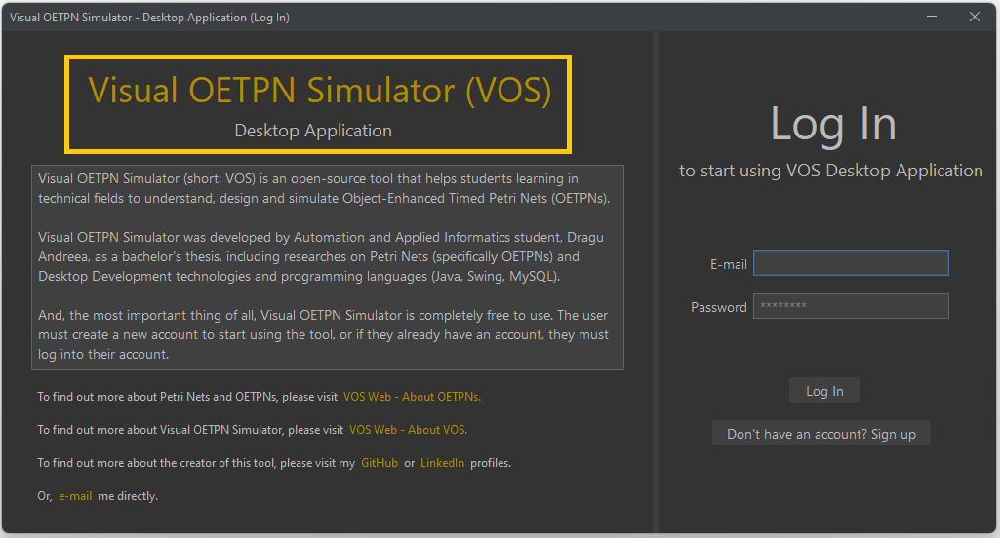 Visual OETPN Simulator - Desktop Application (Log In)
Visual OETPN Simulator (VOS)
Desktop Application
Visual OETPN Simulator (short: VOS) is an open-source tool that helps students learning in
technical fields to understand, design and simulate Object-Enhanced Timed Petri Nets (OETPNs).
Visual OETPN Simulator was developed by Automation and Applied Informatics student, Dragu
Andreea, as a bachelor's thesis, including researches on Petri Nets (specifically OETPNs) and
Desktop Development technologies and programming languages (Java, Swing, MySQL).
And, the most important thing of all, Visual OETPN Simulator is completely free to use. The user
must create a new account to start using the tool, or if they already have an account, they must
log into their account.
To find out more about Petri Nets and OETPNs, please visit VOS Web - About OETPNs.
To find out more about Visual OETPN Simulator, please visit VOS Web - About VOS.
To find out more about the creator of this tool, please visit my GitHub or LinkedIn profiles.
Or, e-mail me directly.
Log In
to start using VOS Desktop Application
E-mail
Password ********
Log In
Don't have an account? Sign up